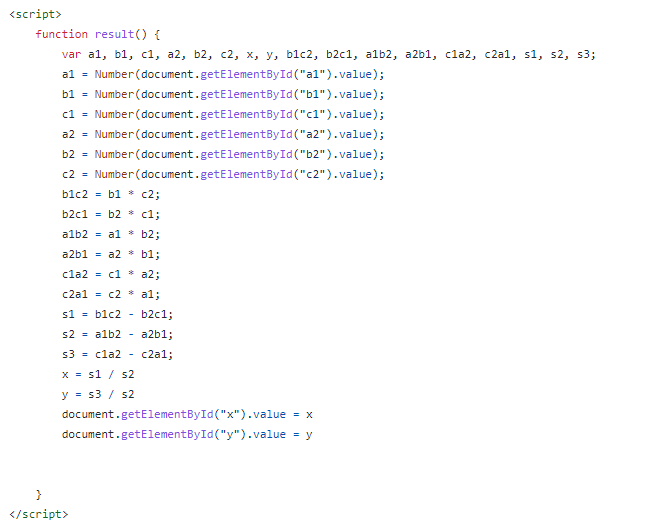 <script>
function result() {
var a1, b1, c1, a2, b2, c2, x, y, b1c2, b2c1, a1b2, a2b1, c1a2, c2a1, s1, s2, s3;
a1 = Number(document.getElementById("a1").value);
b1 = Number(document.getElementById("b1").value);
c1 = Number(document.getElementById("c1").value);
a2 = Number(document.getElementById("a2").value);
b2 = Number(document.getElementById("b2").value);
c2 = Number(document.getElementById("c2").value);
b1c2 = b1 * c2;
b2c1 = b2 * c1;
a1b2 = a1 * b2;
a2b1 = a2 * b1;
c1a2 = c1 * a2;
c2a1 = c2 * a1;
s1 = b1c2 - b2c1;
s2 = a1b2 - a2b1;
s3 = c1a2 - c2a1;
x = s1 / s2
y = s3 / s2
document.getElementById("x").value = x
document.getElementById("y").value = y
}
</script>